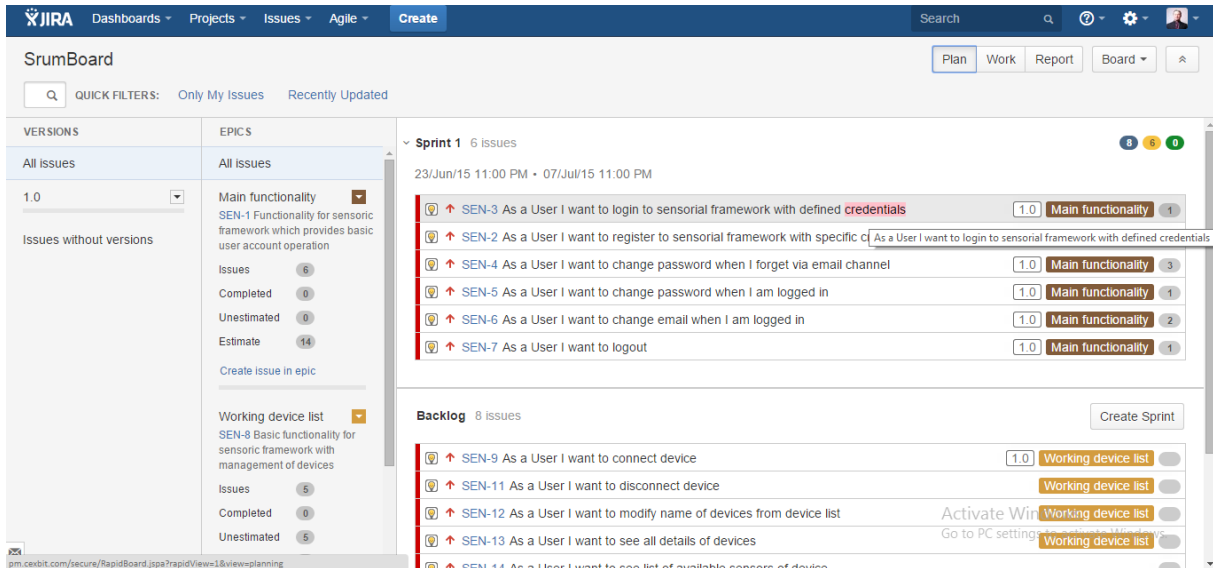 JIRA Dashboards Projects Issues Agile Create Search
SrumBoard
Plan Work Report Board
QUICK FILTERS: Only My Issues Recently Updated
VERSIONS
All issues
1.0
Issues without versions
EPICS
All issues
Main functionality
SEN-1 Functionality for sensoric
framework which provides basic
user account operation
Issues 6
Completed 0
Unestimated 0
Estimate 14
Create issue in epic
Working device list
SEN-8 Basic functionality for
sensoric framework with
management of devices
Issues 5
Completed 0
Unestimated 5
Sprint 1 6 issues 8 6 0
23/Jun/15 11:00 PM • 07/Jul/15 11:00 PM
SEN-3 As a User I want to login to sensorial framework with defined credentials 1.0 Main functionality 1
SEN-2 As a User I want to register to sensorial framework with specific
As a User I want to login to sensorial framework with defined credentials
SEN-4 As a User I want to change password when I forget via email channel 1.0 Main functionality 3
SEN-5 As a User I want to change password when I am logged in 1.0 Main functionality 1
SEN-6 As a User I want to change email when I am logged in 1.0 Main functionality 2
SEN-7 As a User I want to logout 1.0 Main functionality 1
Backlog 8 issues Create Sprint
SEN-9 As a User I want to connect device 1.0 Working device list
SEN-11 As a User I want to disconnect device Working device list
SEN-12 As a User I want to modify name of devices from device list Working device list
SEN-13 As a User I want to see all details of devices Working device list
SEN-14 As a User I want to see list of available sensors of device
Activate Windows
Go to PC settings to activate Windows.
pm.cexbit.com/secure/RapidBoard.jspa?rapidView=1&view=planning